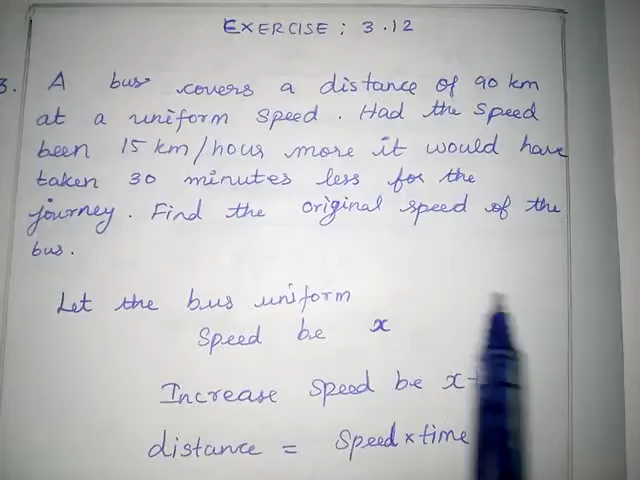 EXERCISE : 3.12
3. A bus covers a distance of 90 km
at a uniform speed. Had the speed
been 15 km/hour more it would have
taken 30 minutes less for the
journey. Find the original speed of the
bus.
Let the bus uniform
Speed be x
Increase speed be x+
distance = speed × time